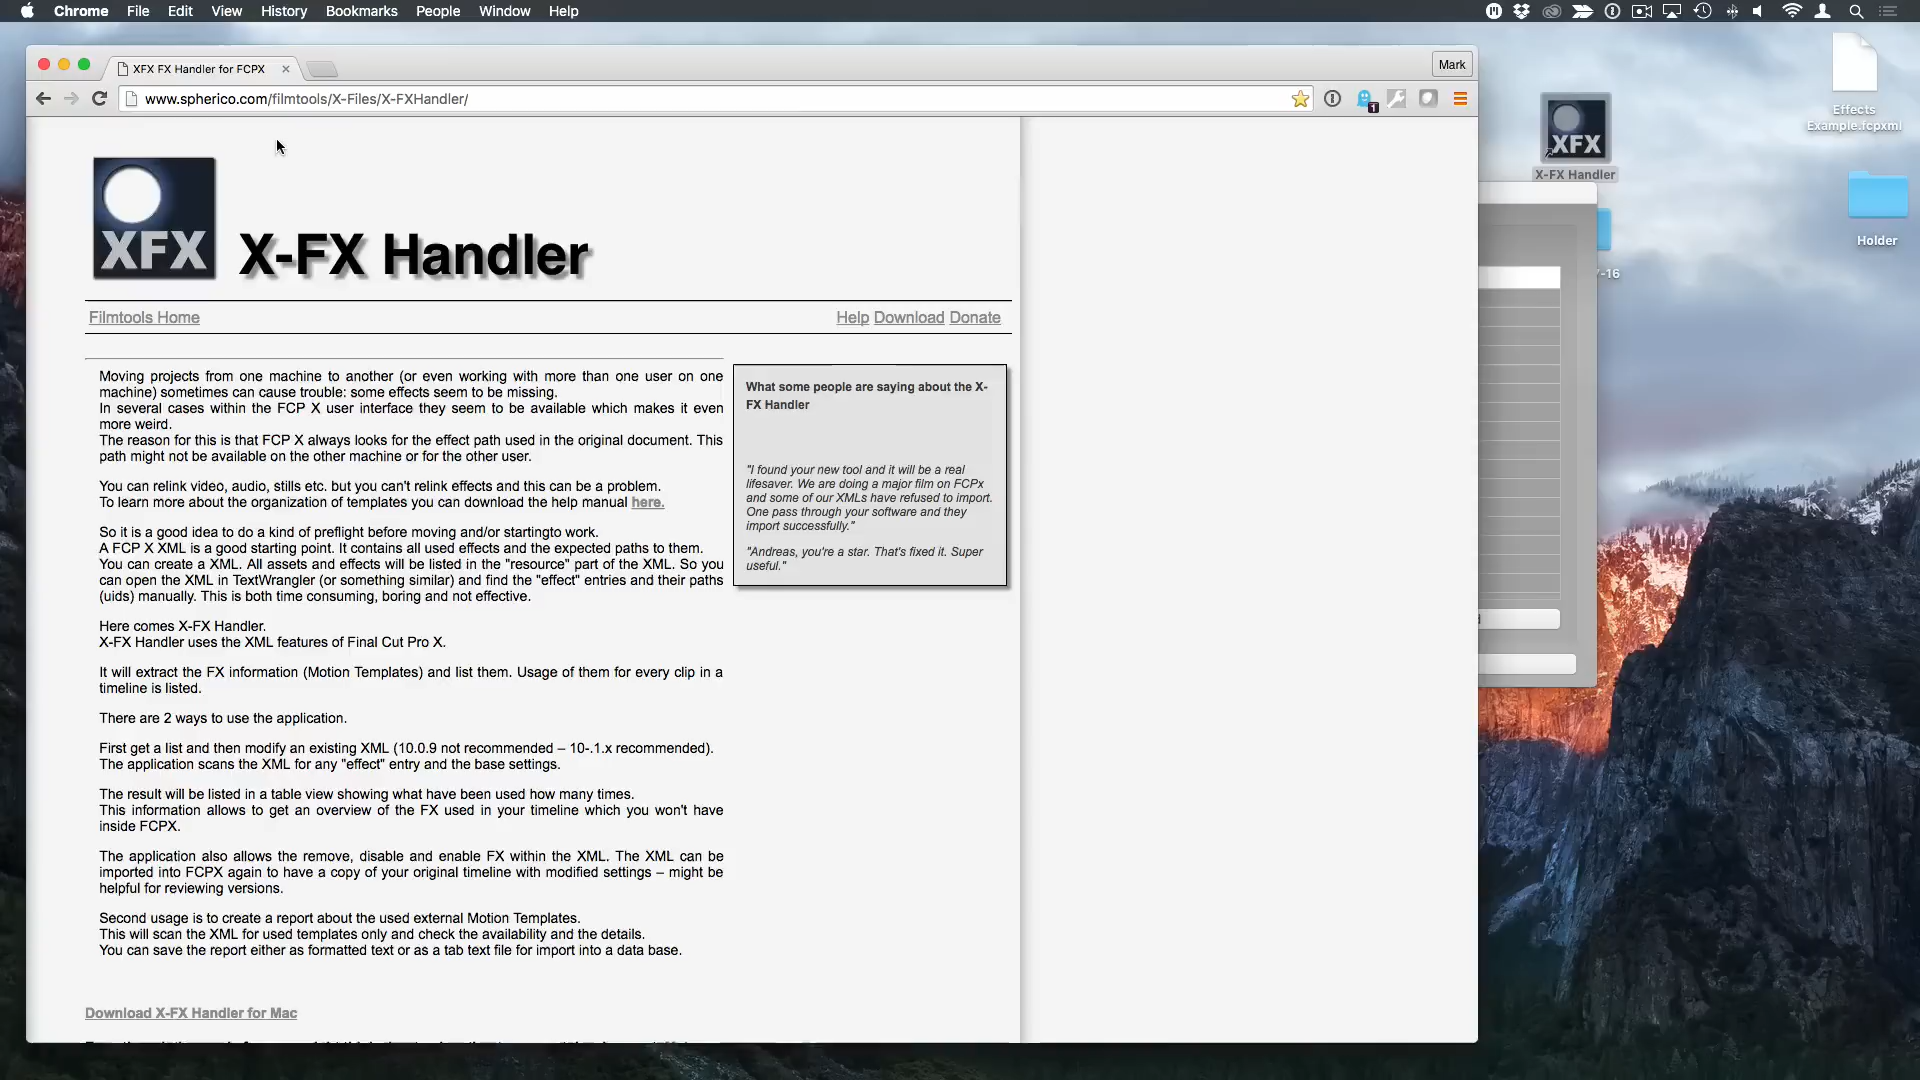 Chrome File Edit View History Bookmarks People Window Help
XFX FX Handler for FCPX
Mark
www.spherico.com/filmtools/X-Files/X-FXHandler/
1
XFX
X-FX Handler
Filmtools Home
Help Download Donate
Moving projects from one machine to another (or even working with more than one user on one
machine) sometimes can cause trouble: some effects seem to be missing.
In several cases within the FCP X user interface they seem to be available which makes it even
more weird.
The reason for this is that FCP X always looks for the effect path used in the original document. This
path might not be available on the other machine or for the other user.
You can relink video, audio, stills etc. but you can't relink effects and this can be a problem.
To learn more about the organization of templates you can download the help manual here.
So it is a good idea to do a kind of preflight before moving and/or startingto work.
A FCP X XML is a good starting point. It contains all used effects and the expected paths to them.
You can create a XML. All assets and effects will be listed in the "resource" part of the XML. So you
can open the XML in TextWrangler (or something similar) and find the "effect" entries and their paths
(uids) manually. This is both time consuming, boring and not effective.
Here comes X-FX Handler.
X-FX Handler uses the XML features of Final Cut Pro X.
It will extract the FX information (Motion Templates) and list them. Usage of them for every clip in a
timeline is listed.
There are 2 ways to use the application.
First get a list and then modify an existing XML (10.0.9 not recommended – 10-.1.x recommended).
The application scans the XML for any "effect" entry and the base settings.
The result will be listed in a table view showing what have been used how many times.
This information allows to get an overview of the FX used in your timeline which you won't have
inside FCPX.
The application also allows the remove, disable and enable FX within the XML. The XML can be
imported into FCPX again to have a copy of your original timeline with modified settings – might be
helpful for reviewing versions.
Second usage is to create a report about the used external Motion Templates.
This will scan the XML for used templates only and check the availability and the details.
You can save the report either as formatted text or as a tab text file for import into a data base.
Download X-FX Handler for Mac
What some people are saying about the X-
FX Handler
"I found your new tool and it will be a real
lifesaver. We are doing a major film on FCPx
and some of our XMLs have refused to import.
One pass through your software and they
import successfully."
"Andreas, you're a star. That's fixed it. Super
useful."
XFX
X-FX Handler
-16
Effects
Example.fcpxml
Holder